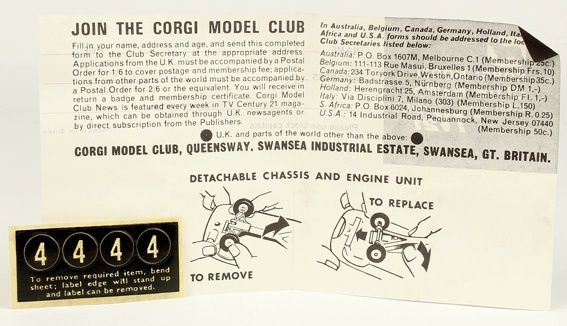 JOIN THE CORGI MODEL CLUB
Fill in your name, address and age, and send this completed
form to the Club Secretary at the appropriate address.
Applications from the U.K. must be accompanied by a Postal
Order for 1/6 to cover postage and membership fee; applica-
tions from other parts of the world must be accompanied by
a Postal Order for 2/6 or the equivalent. You will receive in
return a badge and membership certificate. Corgi Model
Club News is featured every week in TV Century 21 maga-
zine, which can be obtained through U.K. newsagents or
by direct subscription from the Publishers.
In Australia, Belgium, Canada, Germany, Holland,
Africa and U.S.A. forms should be addressed to the
Club Secretaries listed below:
Australia: P.O. Box 1607M, Melbourne C.1 (Membership 25c.)
Belgium: 111-113 Rue Masui, Bruxelles 1 (Membership Frs. 10)
Canada: 234 Toryork Drive, Weston, Ontario (Membership 35c.)
Germany: Badstrasse 5, Nürnberg (Membership DM 1,-)
Holland: Herengracht 25, Amsterdam (Membership Fl. 1,-)
Italy: Via Disciplini 7, Milano (303) (Membership L.150)
S. Africa: P.O. Box 6024, Johannesburg (Membership R. 0.25)
U.S.A.: 14 Industrial Road, Pequannock, New Jersey 07440
(Membership 50c.)
U.K. and parts of the world other than the above:
CORGI MODEL CLUB, QUEENSWAY, SWANSEA INDUSTRIAL ESTATE, SWANSEA, GT. BRITAIN.
DETACHABLE CHASSIS AND ENGINE UNIT
TO REPLACE
TO REMOVE
4 4 4 4
To remove required item, bend
sheet; label edge will stand up
and label can be removed.